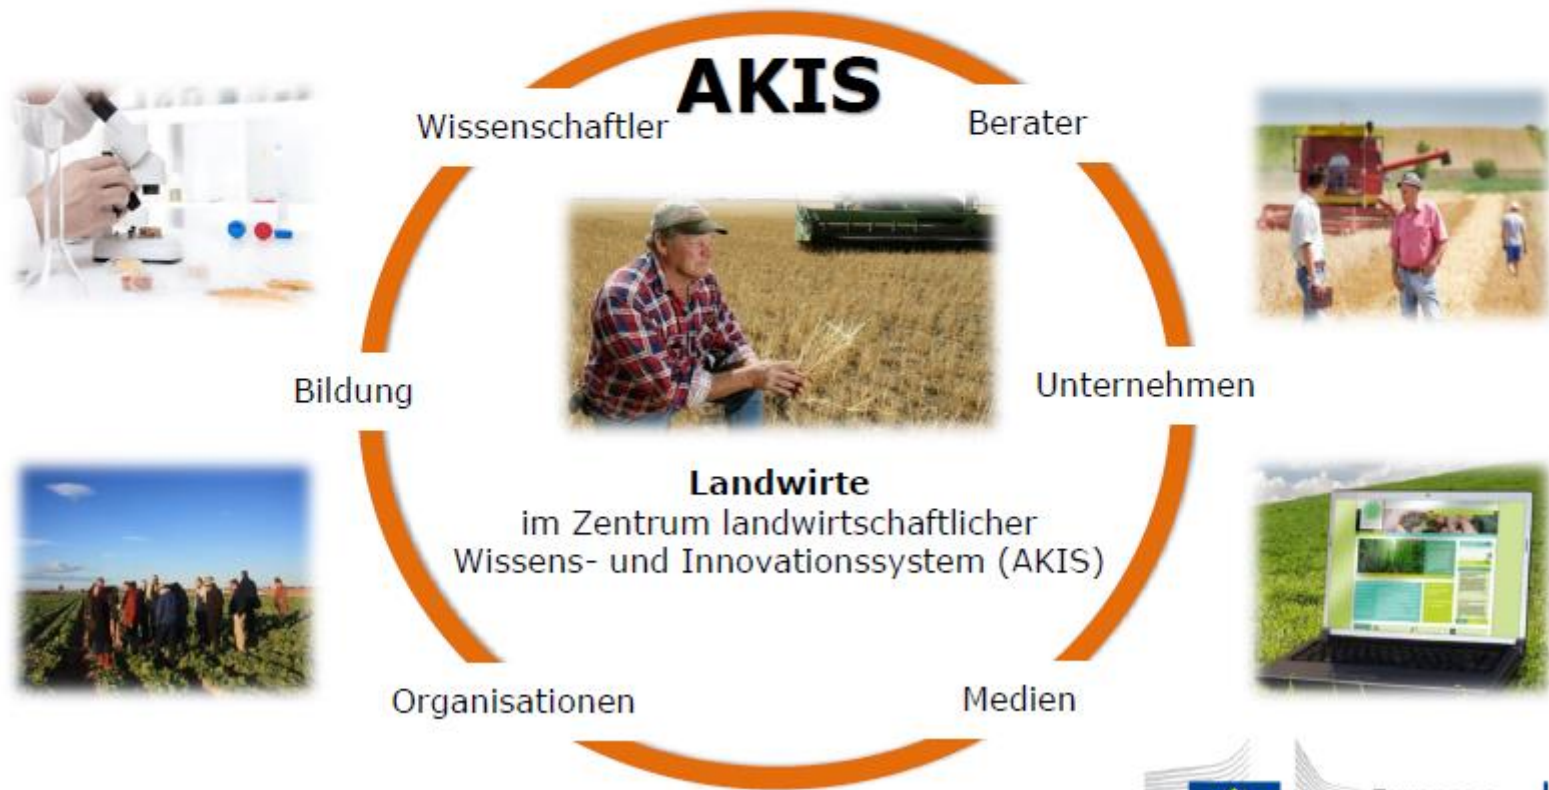 AKIS
Wissenschaftler
Berater
Bildung
Unternehmen
Landwirte
im Zentrum landwirtschaftlicher
Wissens- und Innovationssystem (AKIS)
Organisationen
Medien